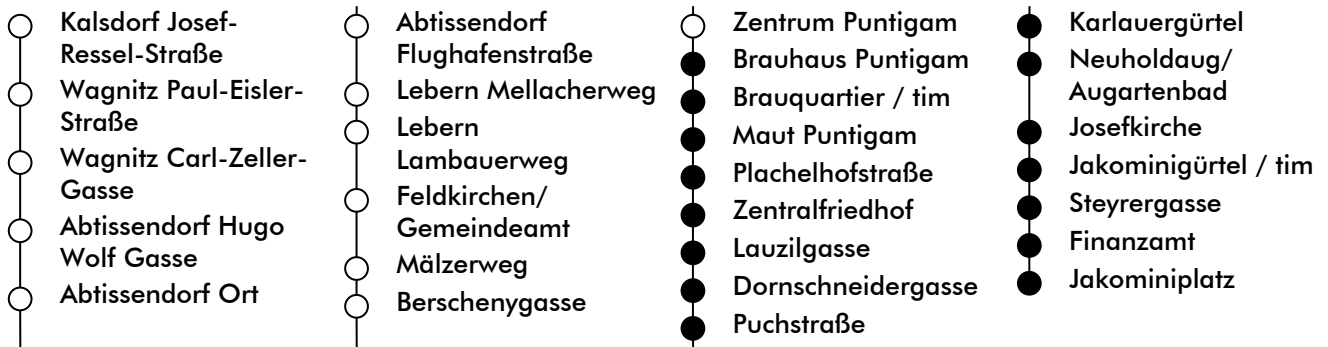 Kalsdorf Josef-
Ressel-Straße
Wagnitz Paul-Eisler-
Straße
Wagnitz Carl-Zeller-
Gasse
Abtissendorf Hugo
Wolf Gasse
Abtissendorf Ort
Abtissendorf
Flughafenstraße
Lebern Mellacherweg
Lebern
Lambauerweg
Feldkirchen/
Gemeindeamt
Mälzerweg
Berschenygasse
Zentrum Puntigam
Brauhaus Puntigam
Brauquartier / tim
Maut Puntigam
Plachelhofstraße
Zentralfriedhof
Lauzilgasse
Dornschneidergasse
Puchstraße
Karlauergürtel
Neuholdaug/
Augartenbad
Josefkirche
Jakominigürtel / tim
Steyrergasse
Finanzamt
Jakominiplatz